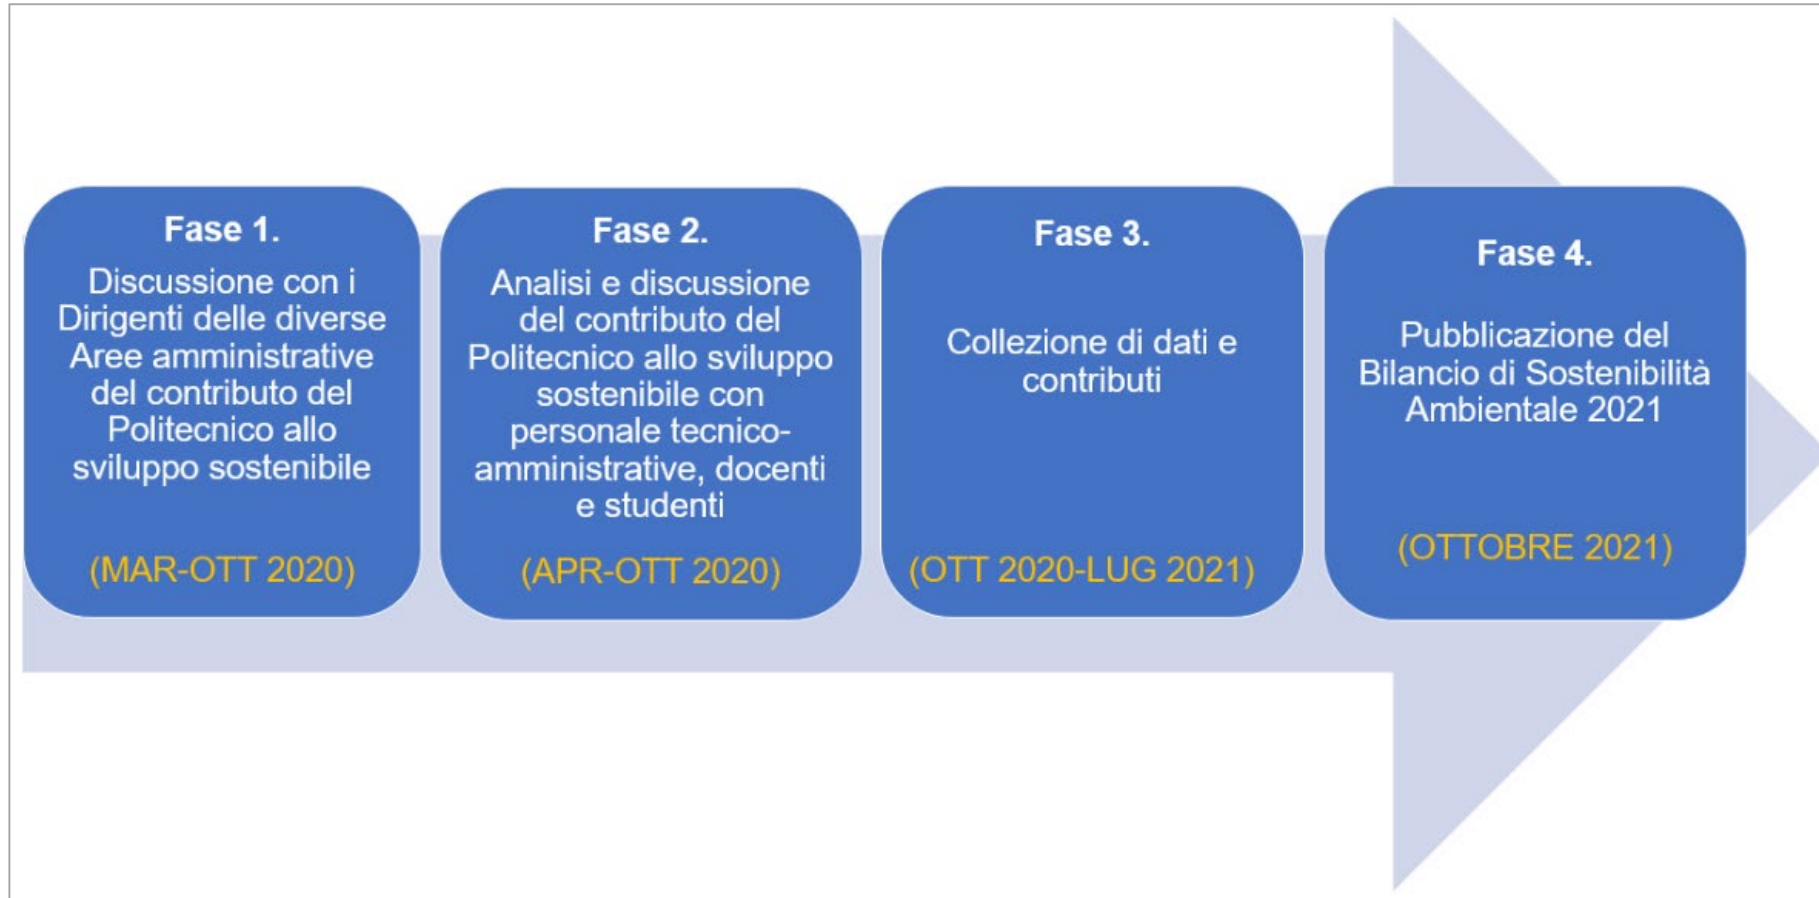 Fase 1.
Discussione con i
Dirigenti delle diverse
Aree amministrative
del contributo del
Politecnico allo
sviluppo sostenibile
(MAR-OTT 2020)
Fase 2.
Analisi e discussione
del contributo del
Politecnico allo sviluppo
sostenibile con
personale tecnico-
amministrative, docenti
e studenti
(APR-OTT 2020)
Fase 3.
Collezione di dati e
contributi
(OTT 2020-LUG 2021)
Fase 4.
Pubblicazione del
Bilancio di Sostenibilità
Ambientale 2021
(OTTOBRE 2021)